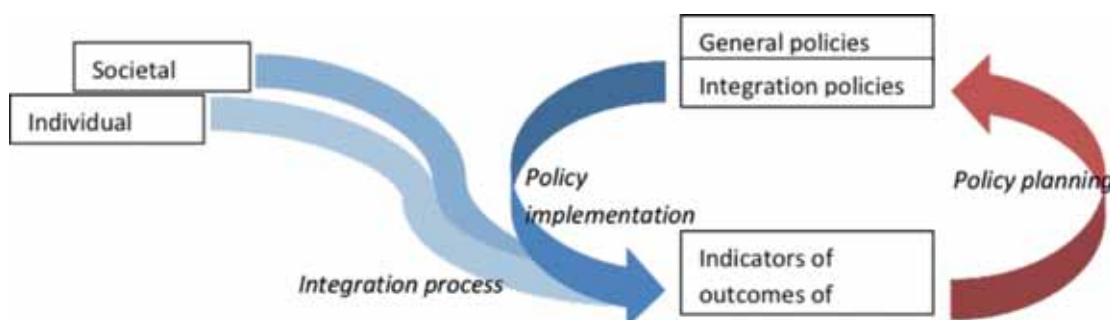 General policies
Societal
Integration policies
Individual
Policy
implementation
Policy planning
Indicators of
outcomes of
Integration process